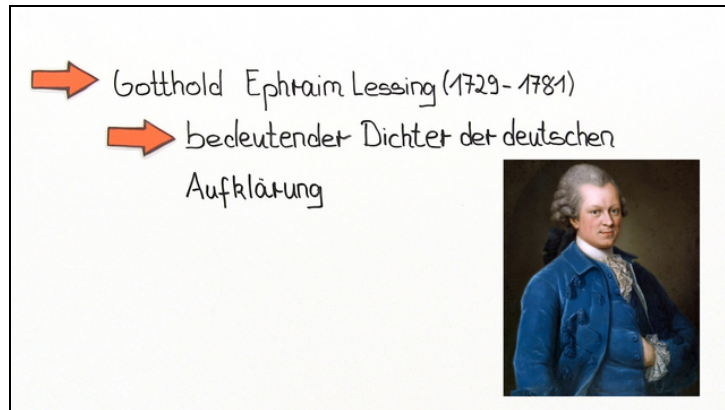 Gotthold Ephraim Lessing (1729-1781)
bedeutender Dichter der deutschen
Aufklärung